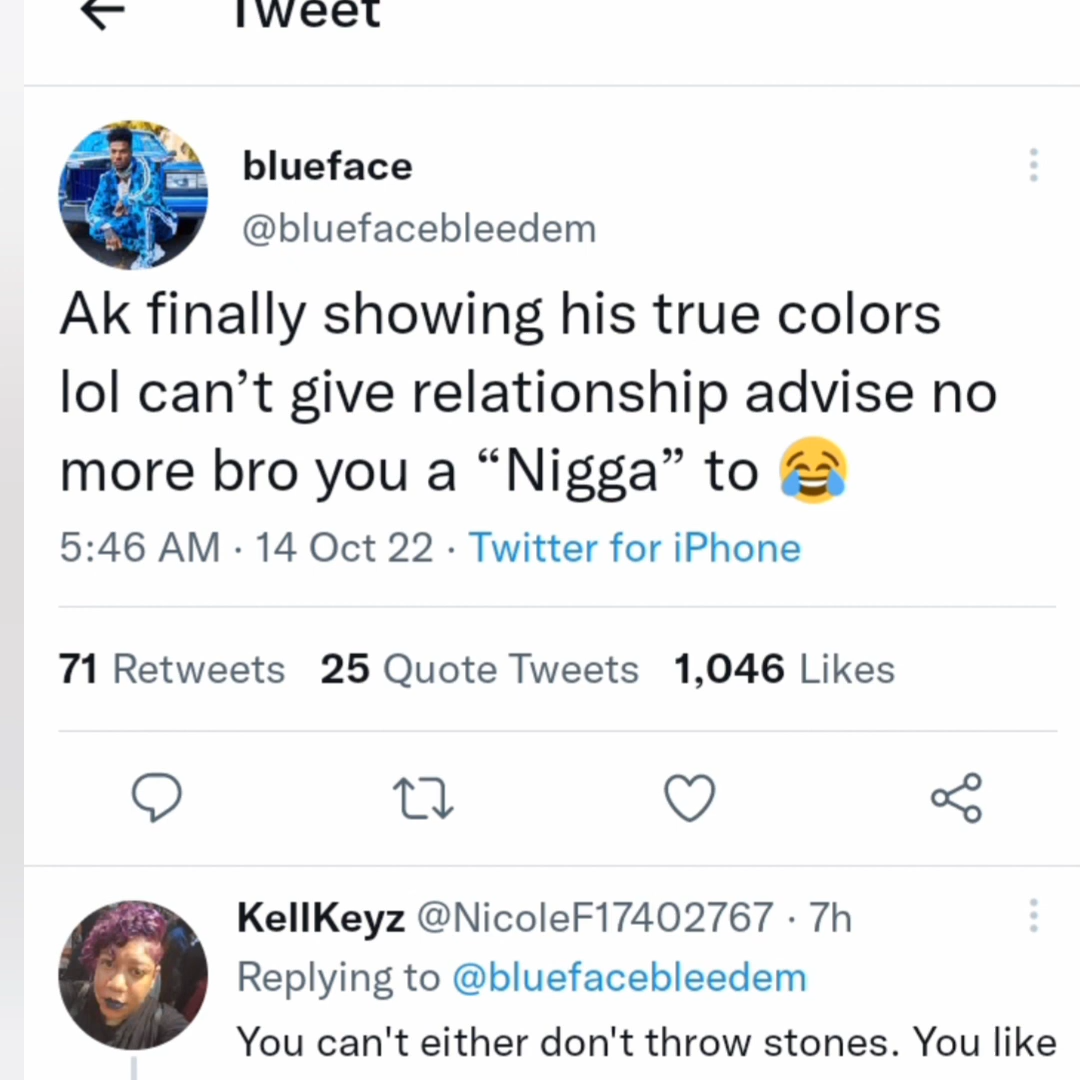 Tweet
blueface
@bluefacebleedem
Ak finally showing his true colors
lol can’t give relationship advise no
more bro you a “Nigga” to 😂
5:46 AM · 14 Oct 22 · Twitter for iPhone
71 Retweets 25 Quote Tweets 1,046 Likes
KellKeyz @NicoleF17402767 · 7h
Replying to @bluefacebleedem
You can't either don't throw stones. You like